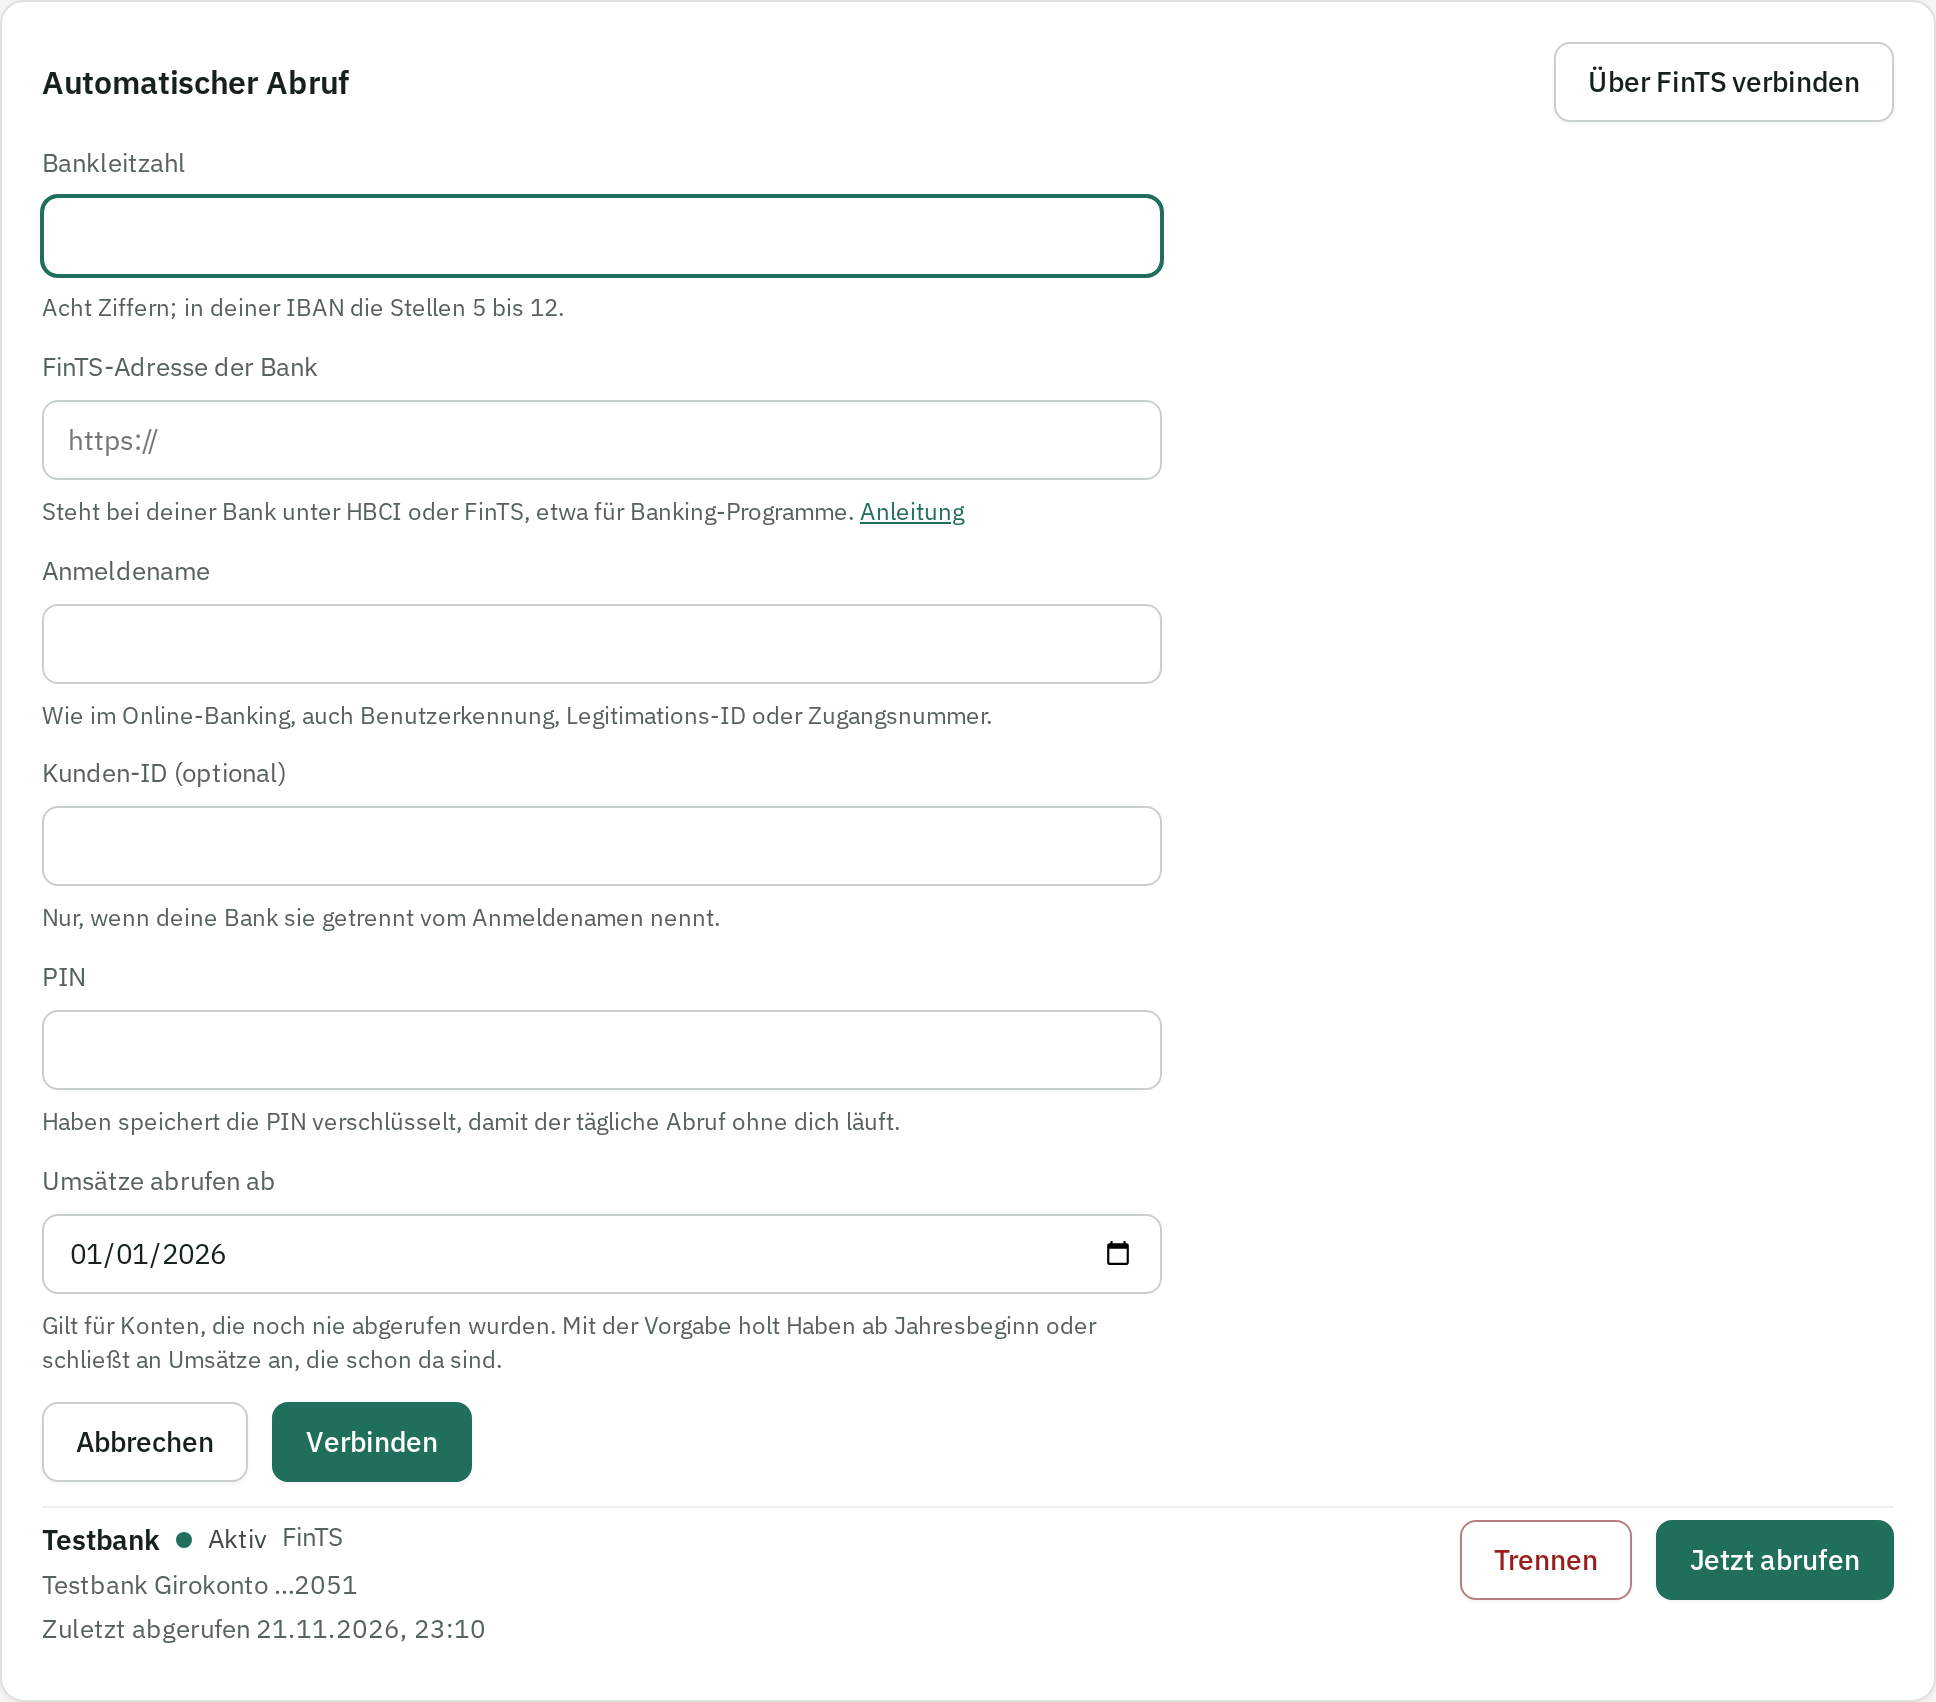 Automatischer Abruf
Über FinTS verbinden
Bankleitzahl
Acht Ziffern; in deiner IBAN die Stellen 5 bis 12.
FinTS-Adresse der Bank
https://
Steht bei deiner Bank unter HBCI oder FinTS, etwa für Banking-Programme. Anleitung
Anmeldename
Wie im Online-Banking, auch Benutzerkennung, Legitimations-ID oder Zugangsnummer.
Kunden-ID (optional)
Nur, wenn deine Bank sie getrennt vom Anmeldenamen nennt.
PIN
Haben speichert die PIN verschlüsselt, damit der tägliche Abruf ohne dich läuft.
Umsätze abrufen ab
01/01/2026
Gilt für Konten, die noch nie abgerufen wurden. Mit der Vorgabe holt Haben ab Jahresbeginn oder
schließt an Umsätze an, die schon da sind.
Abbrechen
Verbinden
Testbank Aktiv FinTS
Testbank Girokonto …2051
Zuletzt abgerufen 21.11.2026, 23:10
Trennen
Jetzt abrufen